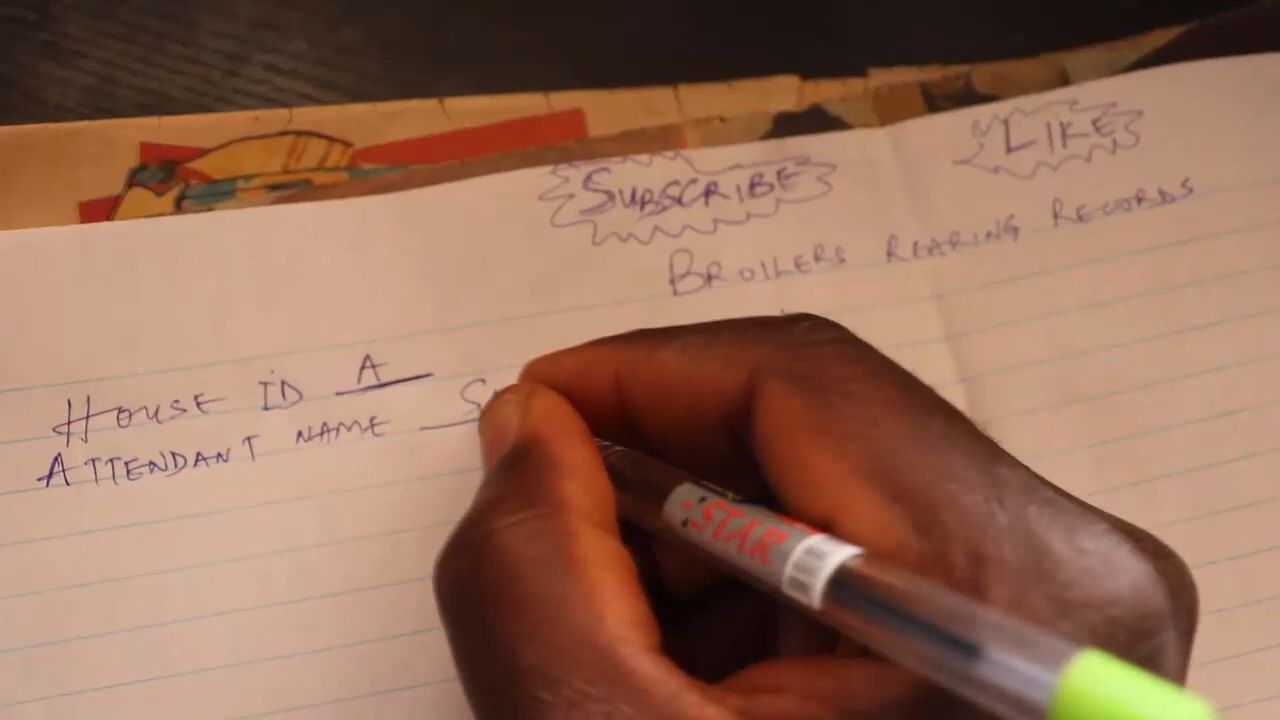 LIKE
SUBSCRIBE
BROILERS REARING RECORDS
HOUSE ID A
ATTENDANT NAME S
STAR